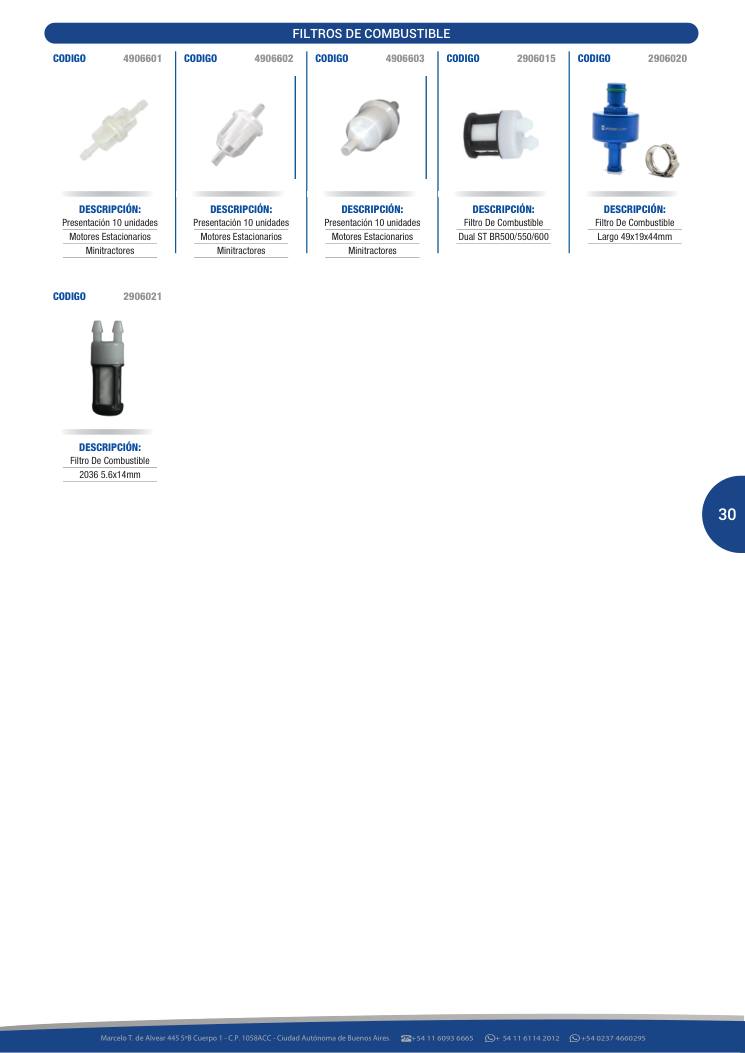 FILTROS DE COMBUSTIBLE
CODIGO 4906601
DESCRIPCIÓN:
Presentación 10 unidades
Motores Estacionarios
Minitractores
CODIGO 4906602
DESCRIPCIÓN:
Presentación 10 unidades
Motores Estacionarios
Minitractores
CODIGO 4906603
DESCRIPCIÓN:
Presentación 10 unidades
Motores Estacionarios
Minitractores
CODIGO 2906015
DESCRIPCIÓN:
Filtro De Combustible
Dual ST BR500/550/600
CODIGO 2906020
DESCRIPCIÓN:
Filtro De Combustible
Largo 49x19x44mm
CODIGO 2906021
DESCRIPCIÓN:
Filtro De Combustible
2036 5.6x14mm
30
Marcelo T. de Alvear 445 5ºB Cuerpo 1 - C.P. 1058ACC - Ciudad Autónoma de Buenos Aires. +54 11 6093 6665 + 54 11 6114 2012 +54 0237 4660295